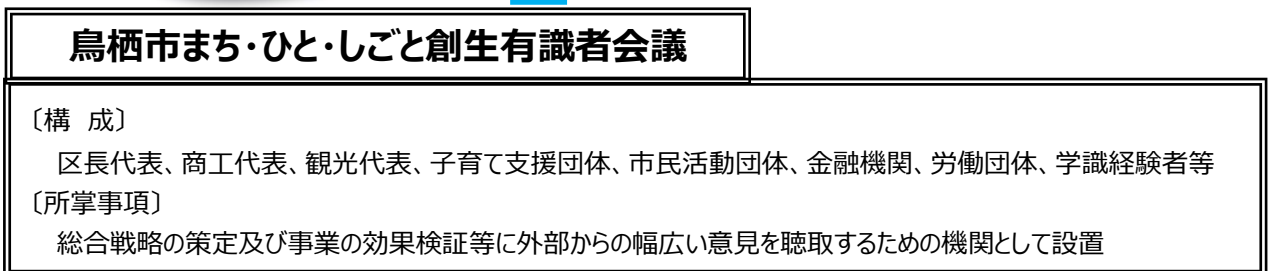 鳥栖市まち・ひと・しごと創生有識者会議
〔構 成〕
区長代表、商工代表、観光代表、子育て支援団体、市民活動団体、金融機関、労働団体、学識経験者等
〔所掌事項〕
総合戦略の策定及び事業の効果検証等に外部からの幅広い意見を聴取するための機関として設置